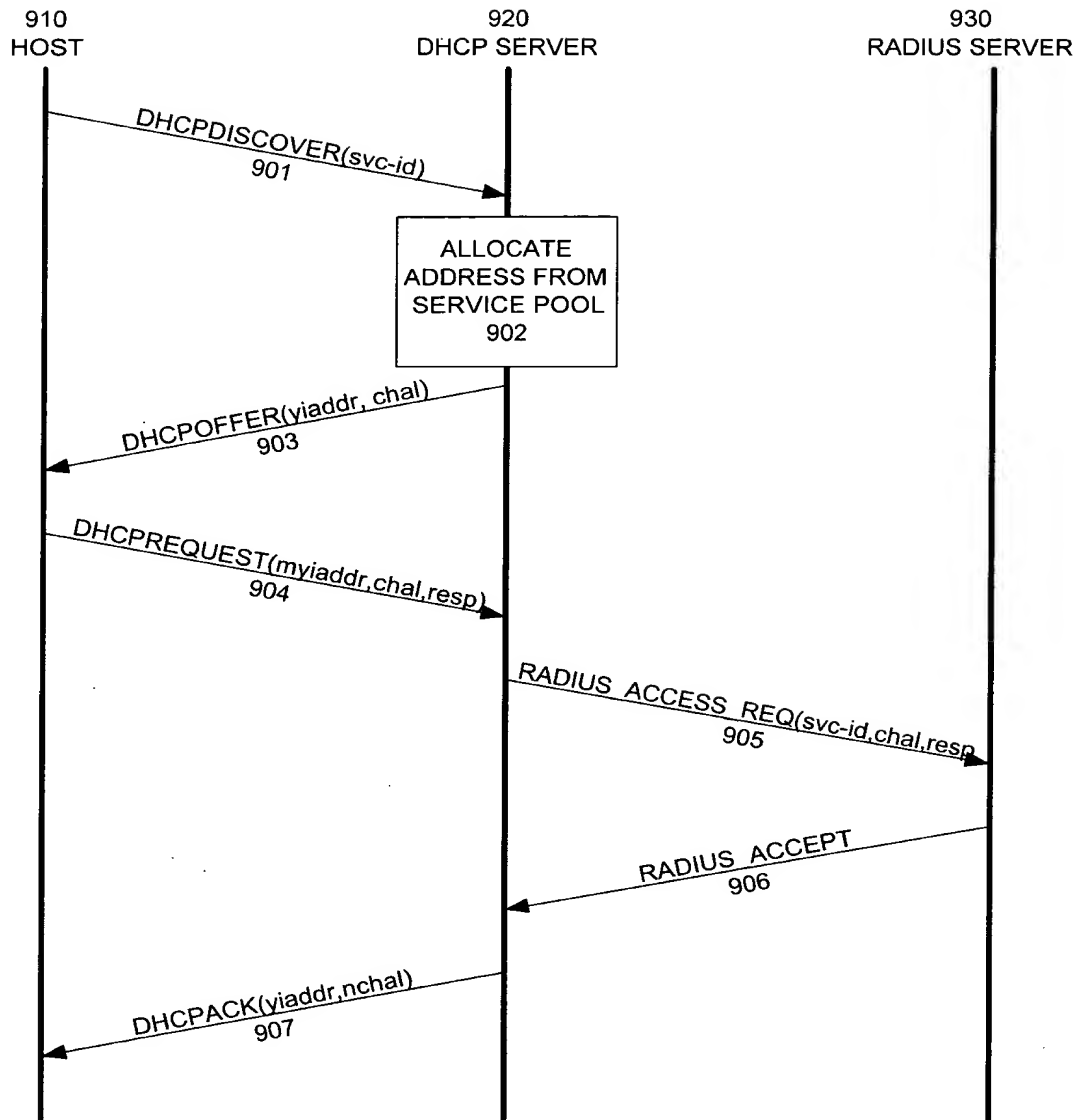 910
HOST
920
DHCP SERVER
930
RADIUS SERVER
DHCPDISCOVER(svc-id)
901
ALLOCATE
ADDRESS FROM
SERVICE POOL
902
DHCPOFFER(yiaddr, chal)
903
DHCPREQUEST(myiaddr,chal,resp)
904
RADIUS_ACCESS_REQ(svc-id,chal,resp
905
RADIUS_ACCEPT
906
DHCPACK(yiaddr,nchal)
907